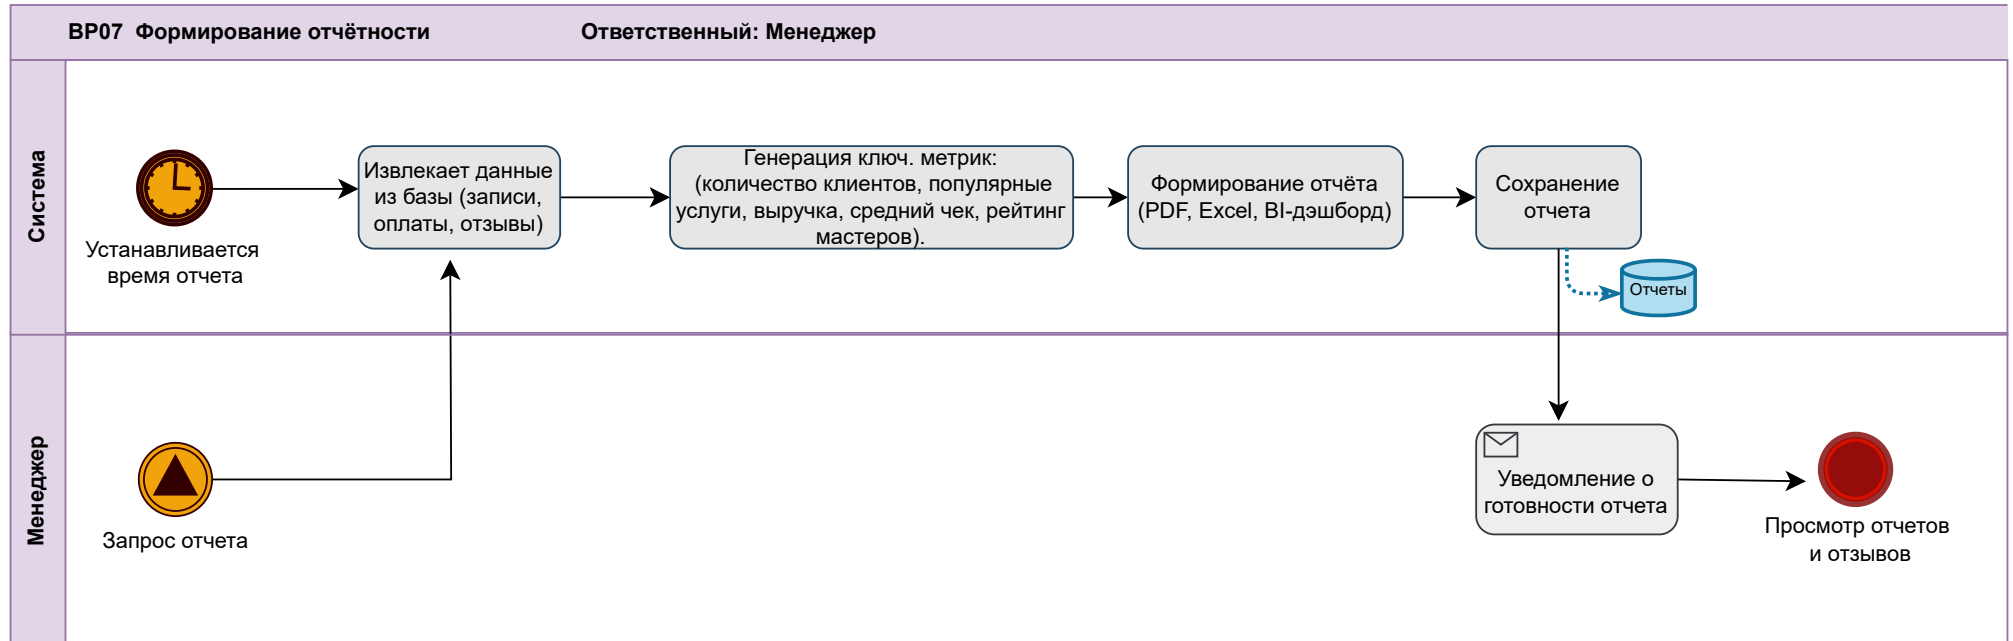 BP07 Формирование отчётности
Ответственный: Менеджер
Система
Устанавливается
время отчета
Извлекает данные
из базы (записи,
оплаты, отзывы)
Генерация ключ. метрик:
(количество клиентов, популярные
услуги, выручка, средний чек, рейтинг
мастеров).
Формирование отчёта
(PDF, Excel, BI-дэшборд)
Сохранение
отчета
Отчеты
Менеджер
Запрос отчета
Уведомление о
готовности отчета
Просмотр отчетов
и отзывов